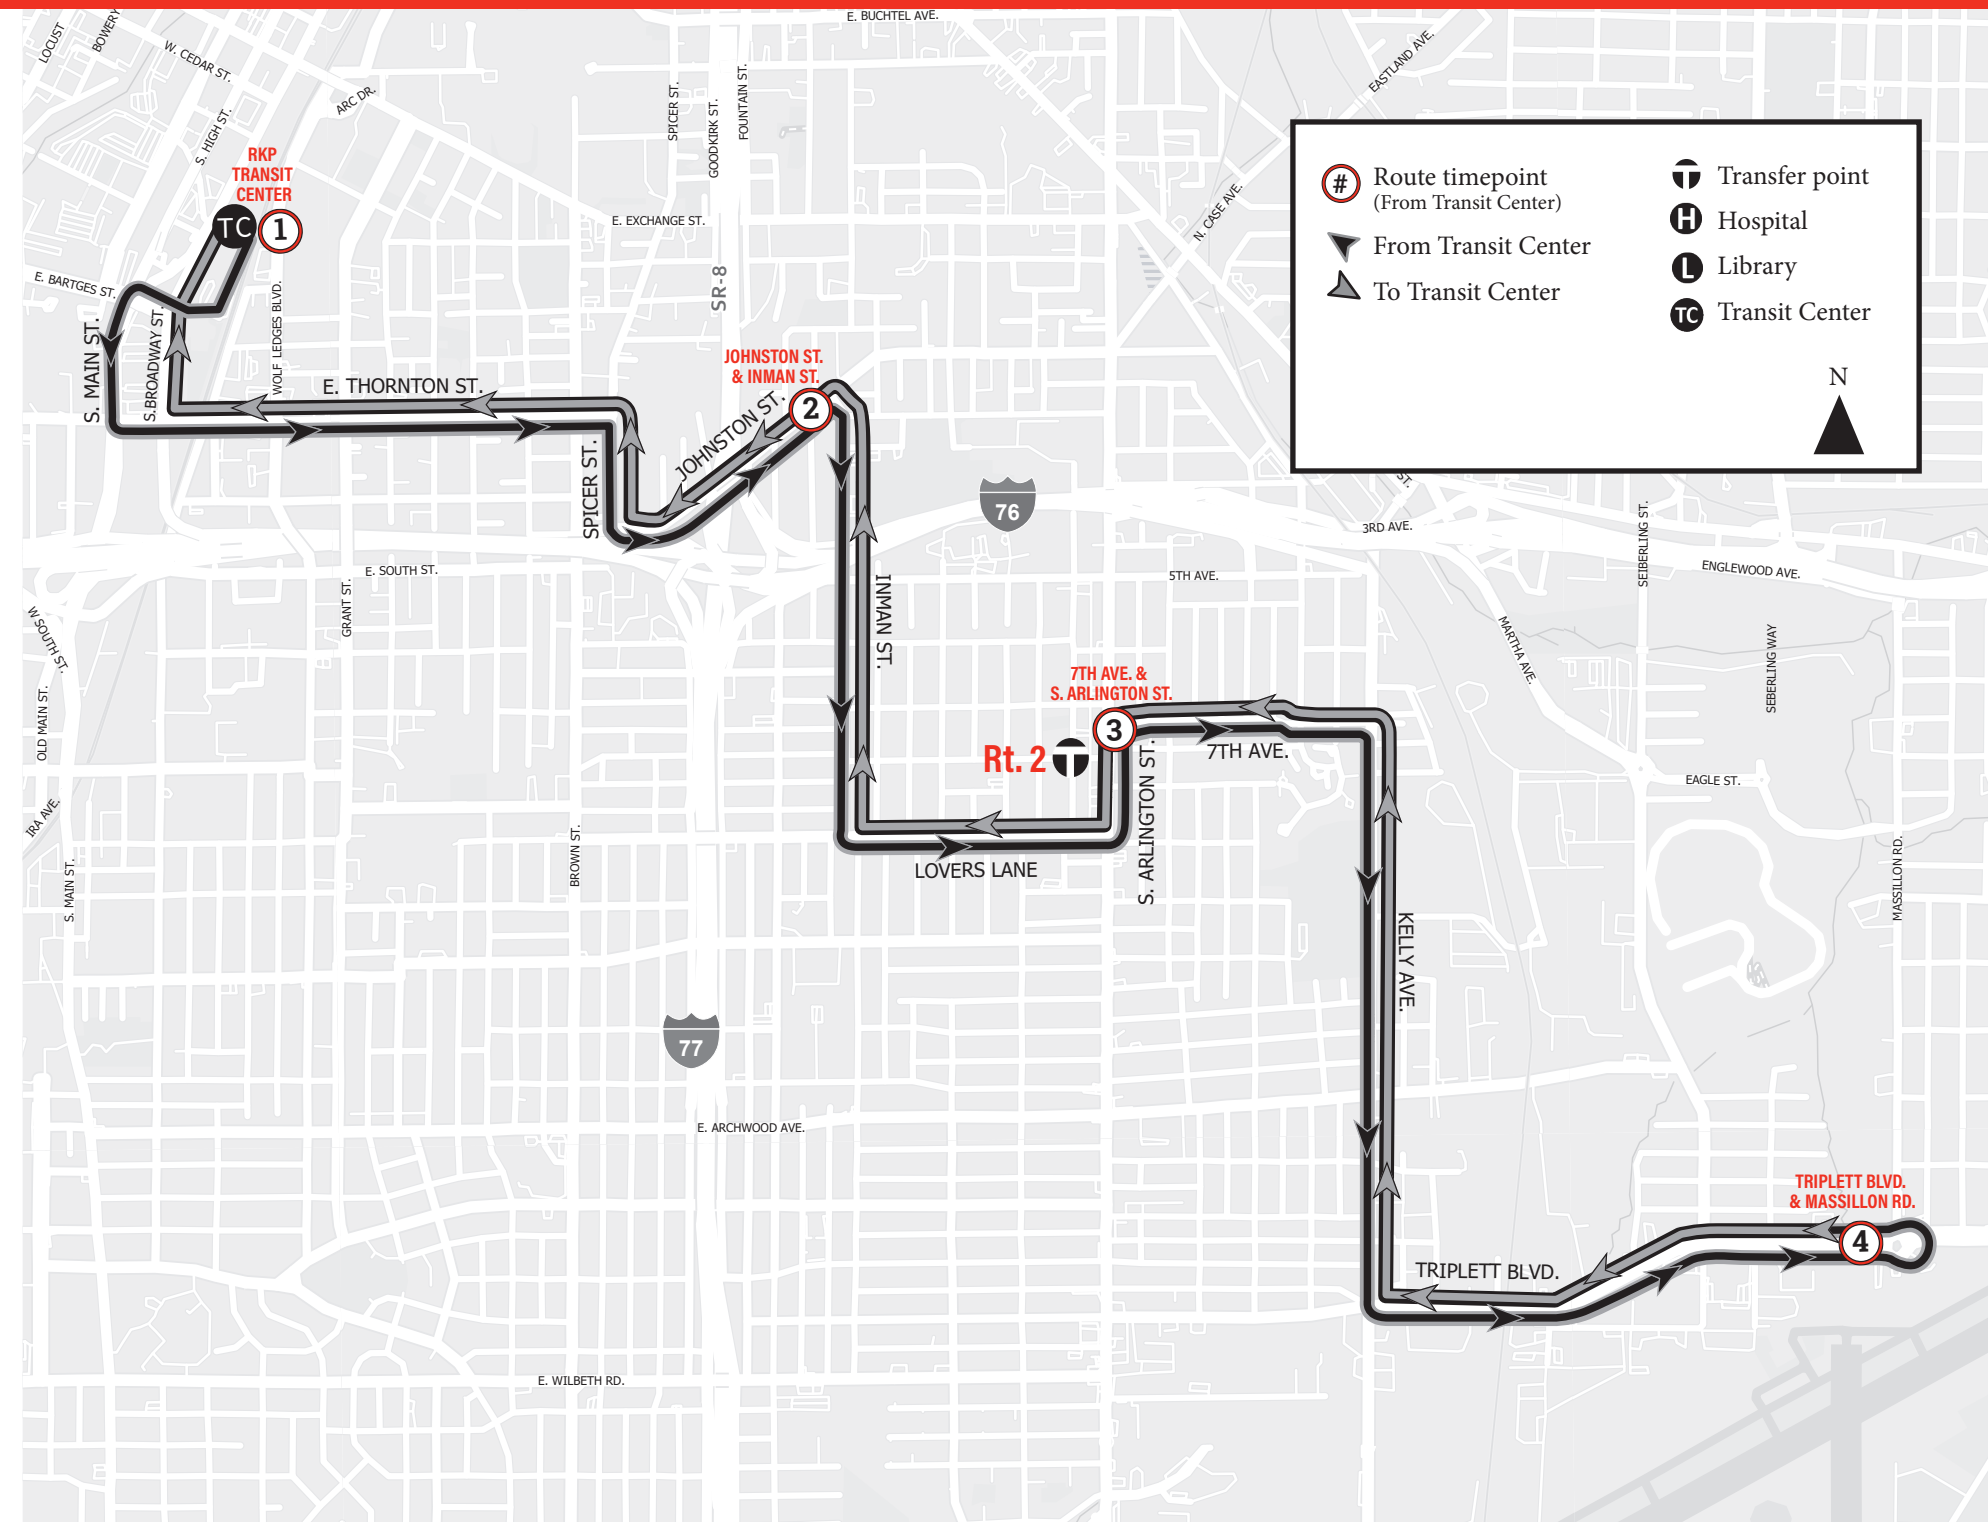 E. BUCHTEL AVE.
LOCUST
BOWERY
W. CEDAR ST.
ARC DR.
S. HIGH ST.
SPICER ST.
GOODKIRK ST.
FOUNTAIN ST.
EASTLAND AVE.
N. CASE AVE.
RKP
TRANSIT
CENTER
TC
1
E. EXCHANGE ST.
SR-8
E. BARTGES ST.
S. MAIN ST.
S.BROADWAY ST.
WOLF LEDGES BLVD.
E. THORNTON ST.
JOHNSTON ST.
& INMAN ST.
2
JOHNSTON ST.
SPICER ST.
#
Route timepoint
(From Transit Center)
From Transit Center
To Transit Center
T
Transfer point
H
Hospital
L
Library
TC
Transit Center
N
ST.
76
3RD AVE.
5TH AVE.
SEIBERLING ST.
ENGLEWOOD AVE.
E. SOUTH ST.
GRANT ST.
W SOUTH ST.
OLD MAIN ST.
IRA AVE.
S. MAIN ST.
BROWN ST.
INMAN ST.
MARTHA AVE.
SEBERLING WAY
7TH AVE. &
S. ARLINGTON ST.
3
Rt. 2
T
7TH AVE.
S. ARLINGTON ST.
LOVERS LANE
EAGLE ST.
MASSILLON RD.
KELLY AVE.
77
E. ARCHWOOD AVE.
TRIPLETT BLVD.
& MASSILLON RD.
4
TRIPLETT BLVD.
E. WILBETH RD.